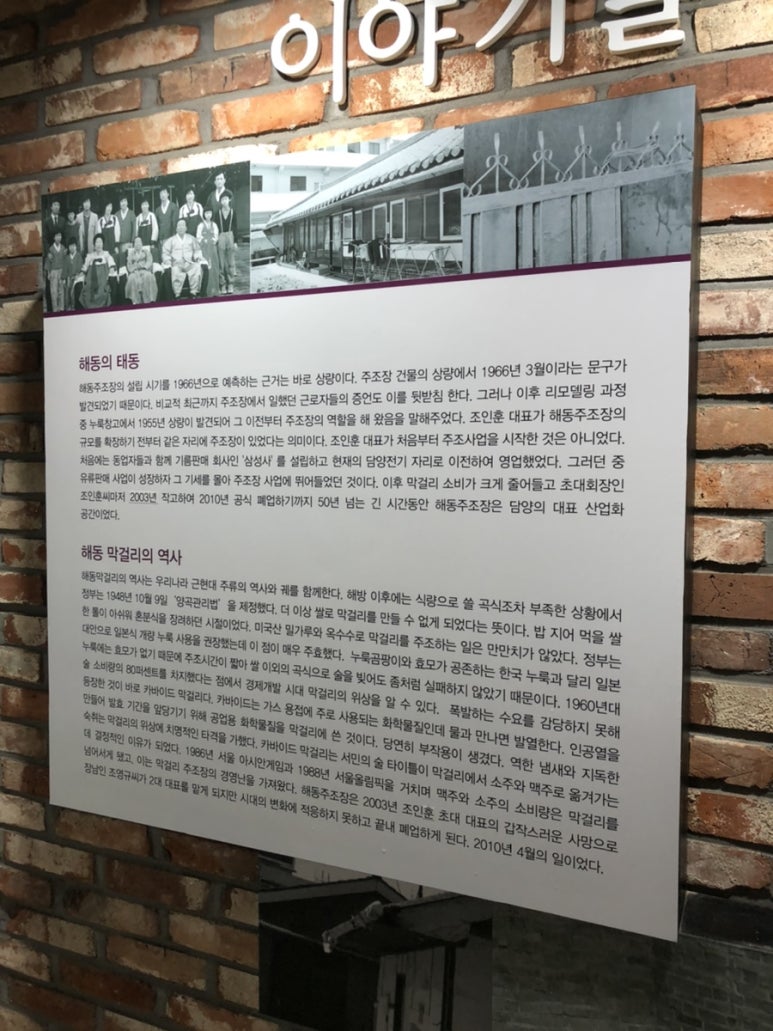 이야기길
해동의 태동
해동주조장의 설립 시기를 1966년으로 예측하는 근거는 바로 상량이다. 주조장 건물의 상량에서 1966년 3월이라는 문구가
발견되었기 때문이다. 비교적 최근까지 주조장에서 일했던 근로자들의 증언도 이를 뒷받침 한다. 그러나 이후 리모델링 과정
중 누룩창고에서 1955년 상량이 발견되어 그 이전부터 주조장의 역할을 해 왔음을 말해주었다. 조인훈 대표가 해동주조장의
규모를 확장하기 전부터 같은 자리에 주조장이 있었다는 의미이다. 조인훈 대표가 처음부터 주조사업을 시작한 것은 아니었다.
처음에는 동업자들과 함께 기름판매 회사인 '삼성사' 를 설립하고 현재의 담양전기 자리로 이전하여 영업했었다. 그러던 중
유류판매 사업이 성장하자 그 기세를 몰아 주조장 사업에 뛰어들었던 것이다. 이후 막걸리 소비가 크게 줄어들고 초대회장인
조인훈씨마저 2003년 작고하여 2010년 공식 폐업하기까지 50년 넘는 긴 시간동안 해동주조장은 담양의 대표 산업화
공간이었다.
해동 막걸리의 역사
해동막걸리의 역사는 우리나라 근현대 주류의 역사와 궤를 함께한다. 해방 이후에는 식량으로 쓸 곡식조차 부족한 상황에서
정부는 1948년 10월 9일 '양곡관리법' 을 제정했다. 더 이상 쌀로 막걸리를 만들 수 없게 되었다는 뜻이다. 밥 지어 먹을 쌀
한 톨이 아쉬워 혼분식을 장려하던 시절이었다. 미국산 밀가루와 옥수수로 막걸리를 주조하는 일은 만만치가 않았다. 정부는
대안으로 일본식 개량 누룩 사용을 권장했는데 이 점이 매우 주효했다. 누룩곰팡이와 효모가 공존하는 한국 누룩과 달리 일본
누룩에는 효모가 없기 때문에 주조시간이 짧아 쌀 이외의 곡식으로 술을 빚어도 좀처럼 실패하지 않았기 때문이다. 1960년대
술 소비량의 80퍼센트를 차지했다는 점에서 경제개발 시대 막걸리의 위상을 알 수 있다. 폭발하는 수요를 감당하지 못해
등장한 것이 바로 카바이드 막걸리다. 카바이드는 가스 용접에 주로 사용되는 화학물질인데 물과 만나면 발열한다. 인공열을
만들어 발효 기간을 앞당기기 위해 공업용 화학물질을 막걸리에 쓴 것이다. 당연히 부작용이 생겼다. 역한 냄새와 지독한
숙취는 막걸리의 위상에 치명적인 타격을 가했다. 카바이드 막걸리는 서민의 술 타이틀이 막걸리에서 소주와 맥주로 옮겨가는
데 결정적인 이유가 되었다. 1986년 서울 아시안게임과 1988년 서울올림픽을 거치며 맥주와 소주의 소비량은 막걸리를
넘어서게 됐고, 이는 막걸리 주조장의 경영난을 가져왔다. 해동주조장은 2003년 조인훈 초대 대표의 갑작스러운 사망으로
장남인 조영규씨가 2대 대표를 맡게 되지만 시대의 변화에 적응하지 못하고 끝내 폐업하게 된다. 2010년 4월의 일이었다.